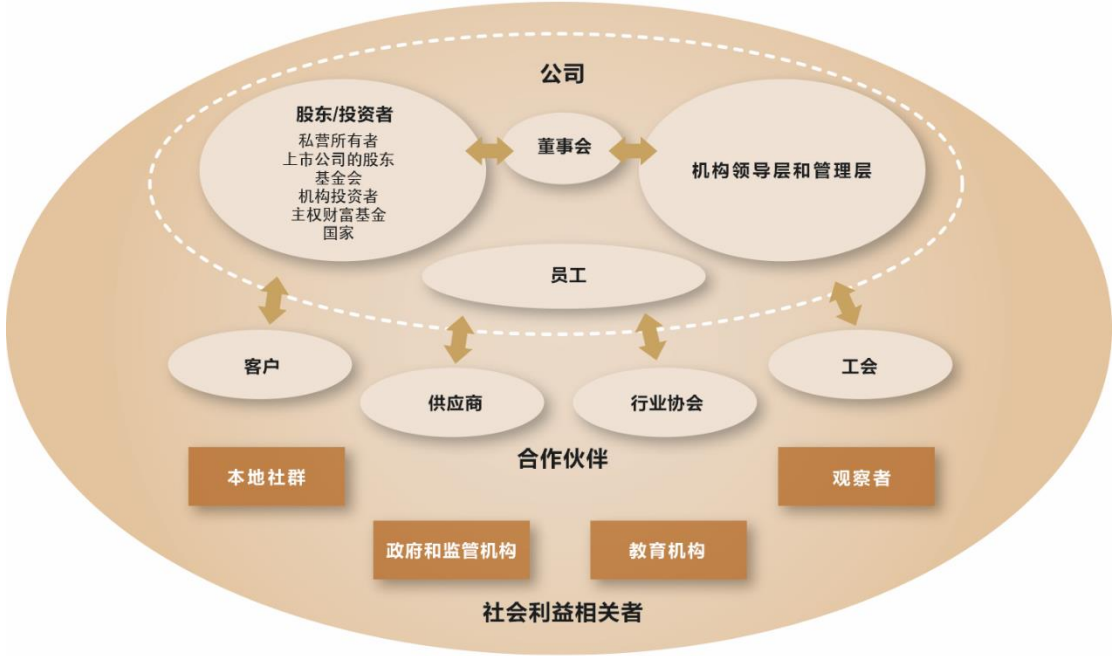 公司
股东/投资者
私营所有者
上市公司的股东
基金会
机构投资者
主权财富基金
国家
董事会
机构领导层和管理层
员工
客户
供应商
行业协会
工会
合作伙伴
本地社群
观察者
政府和监管机构
教育机构
社会利益相关者